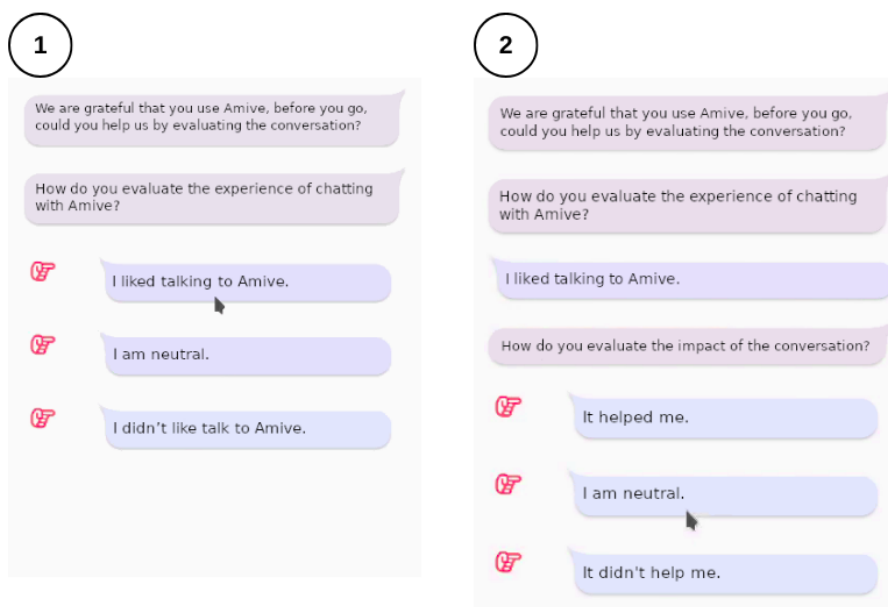 1
We are grateful that you use Amive, before you go,
could you help us by evaluating the conversation?
How do you evaluate the experience of chatting
with Amive?
I liked talking to Amive.
I am neutral.
I didn't like talk to Amive.
2
We are grateful that you use Amive, before you go,
could you help us by evaluating the conversation?
How do you evaluate the experience of chatting
with Amive?
I liked talking to Amive.
How do you evaluate the impact of the conversation?
It helped me.
I am neutral.
It didn't help me.